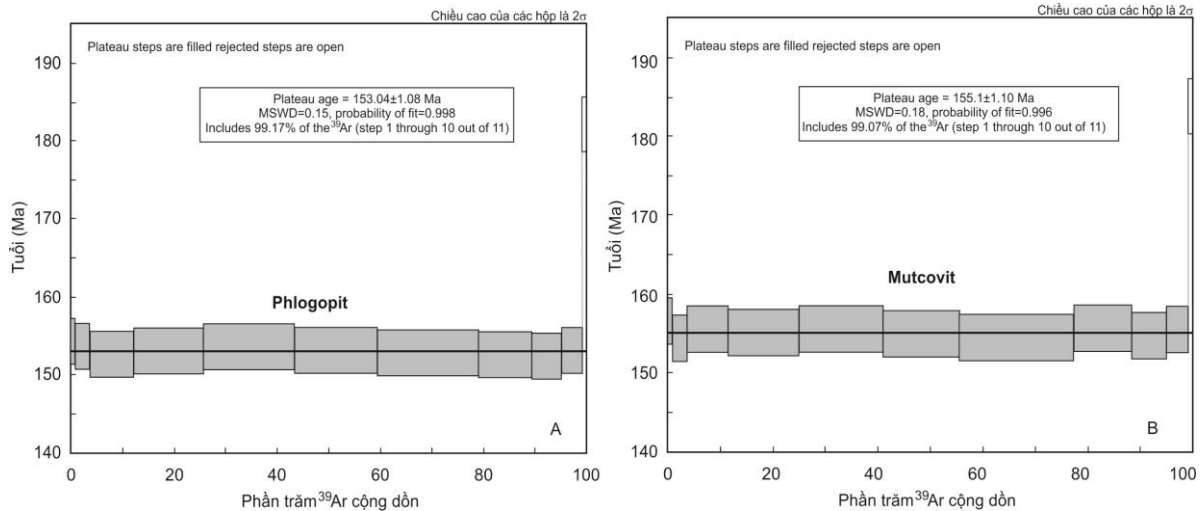 Chiều cao của các hộp là 2σ
Plateau steps are filled rejected steps are open
Plateau age = 153.04±1.08 Ma
MSWD=0.15, probability of fit=0.998
Includes 99.17% of the ³⁹Ar (step 1 through 10 out of 11)
Phlogopit
A
Tuổi (Ma)
190
180
170
160
150
140
0
20
40
60
80
100
Phần trăm ³⁹Ar cộng dồn
Chiều cao của các hộp là 2σ
Plateau steps are filled rejected steps are open
Plateau age = 155.1±1.10 Ma
MSWD=0.18, probability of fit=0.996
Includes 99.07% of the ³⁹Ar (step 1 through 10 out of 11)
Mutcovit
B
Tuổi (Ma)
190
180
170
160
150
140
0
20
40
60
80
100
Phần trăm ³⁹Ar cộng dồn